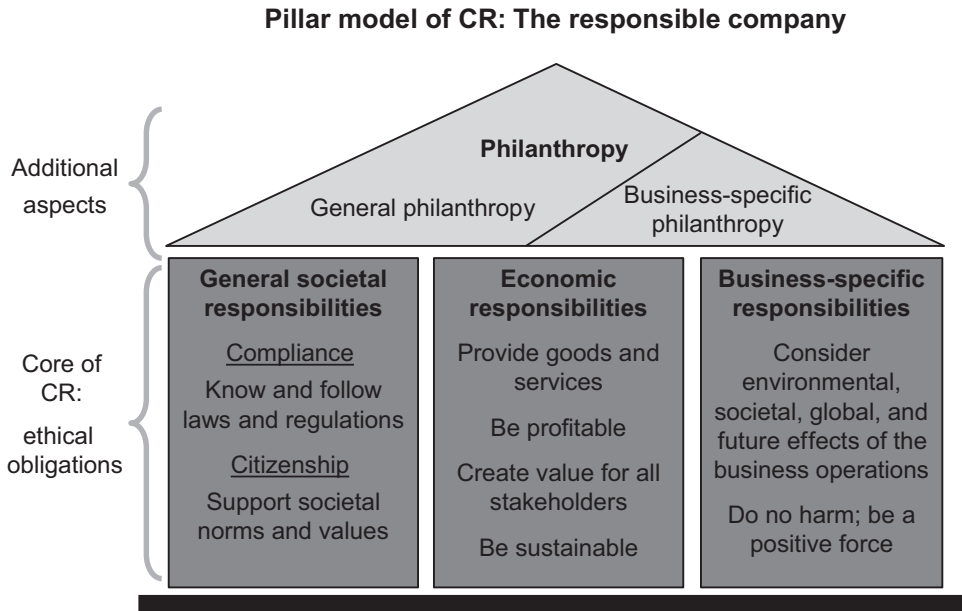 Pillar model of CR: The responsible company
Additional
aspects
Philanthropy
General philanthropy
Business-specific
philanthropy
Core of
CR:
ethical
obligations
General societal
responsibilities
Compliance
Know and follow
laws and regulations
Citizenship
Support societal
norms and values
Economic
responsibilities
Provide goods and
services
Be profitable
Create value for all
stakeholders
Be sustainable
Business-specific
responsibilities
Consider
environmental,
societal, global, and
future effects of the
business operations
Do no harm; be a
positive force